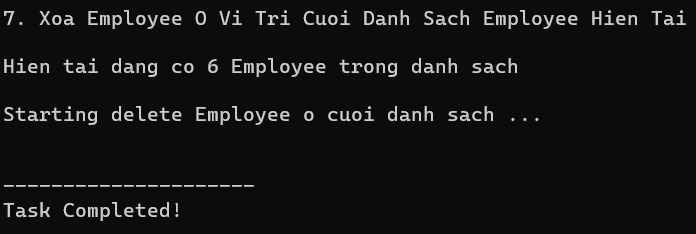 7. Xoa Employee O Vi Tri Cuoi Danh Sach Employee Hien Tai
Hien tai dang co 6 Employee trong danh sach
Starting delete Employee o cuoi danh sach ...
_____________________
Task Completed!